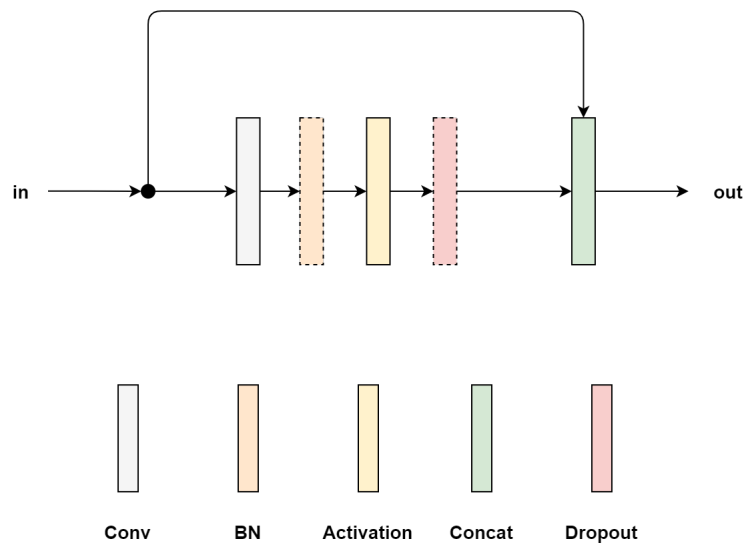 in
out
Conv
BN
Activation
Concat
Dropout